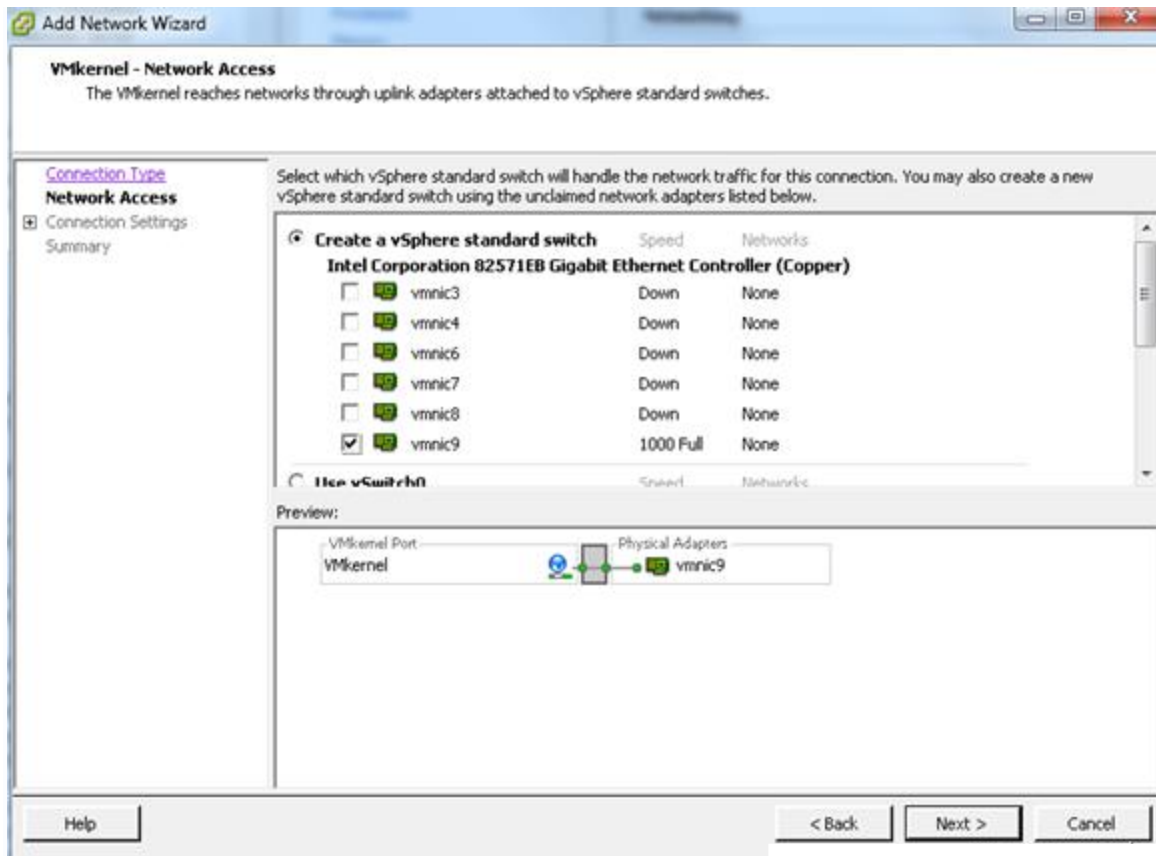 Add Network Wizard
VMkernel - Network Access
The VMkernel reaches networks through uplink adapters attached to vSphere standard switches.
Connection Type
Network Access
Connection Settings
Summary
Select which vSphere standard switch will handle the network traffic for this connection. You may also create a new
vSphere standard switch using the unclaimed network adapters listed below.
Create a vSphere standard switch Speed Networks
Intel Corporation 82571EB Gigabit Ethernet Controller (Copper)
vmnic3 Down None
vmnic4 Down None
vmnic6 Down None
vmnic7 Down None
vmnic8 Down None
vmnic9 1000 Full None
Use vSwitch0 Speed Networks
Preview:
VMkernel Port Physical Adapters
VMkernel vmnic9
Help < Back Next > Cancel